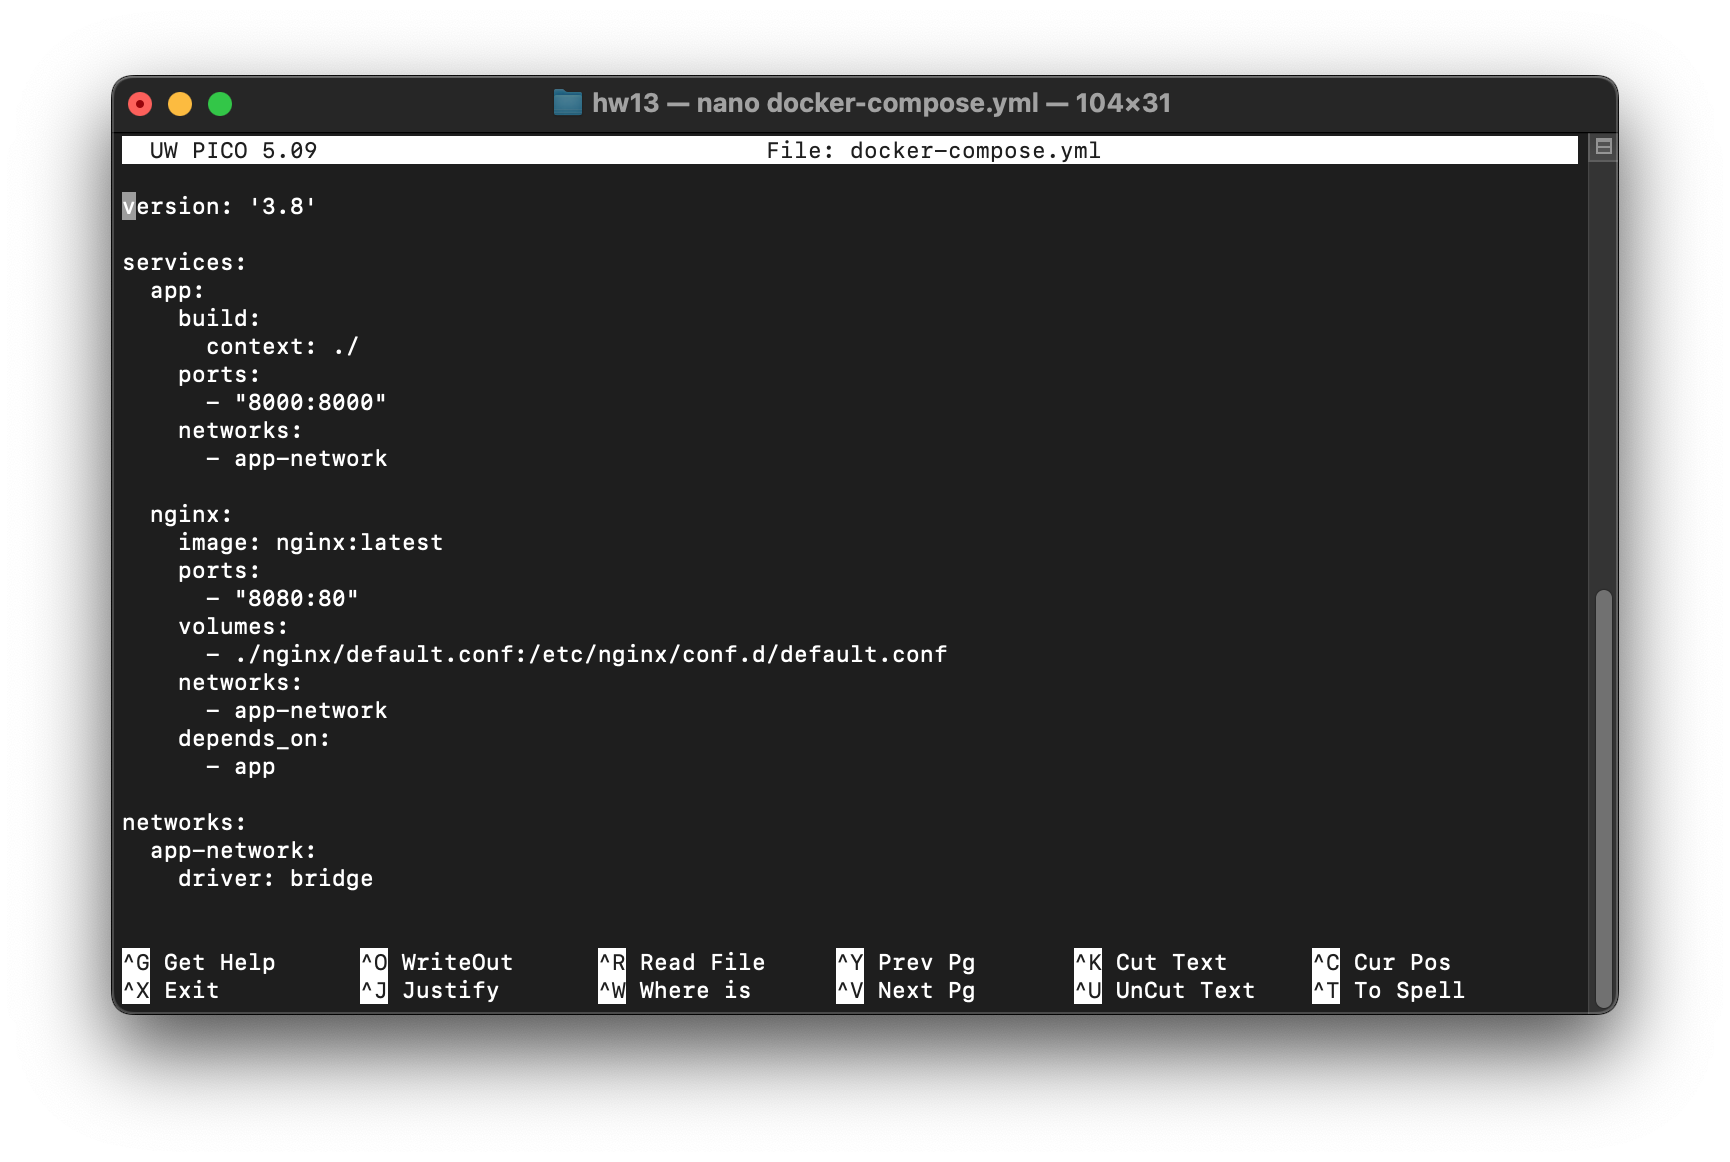 hw13 — nano docker-compose.yml — 104×31
UW PICO 5.09 File: docker-compose.yml
version: '3.8'
services:
  app:
    build:
      context: ./
    ports:
      - "8000:8000"
    networks:
      - app-network
  nginx:
    image: nginx:latest
    ports:
      - "8080:80"
    volumes:
      - ./nginx/default.conf:/etc/nginx/conf.d/default.conf
    networks:
      - app-network
    depends_on:
      - app
networks:
  app-network:
    driver: bridge
^G Get Help ^O WriteOut ^R Read File ^Y Prev Pg ^K Cut Text ^C Cur Pos
^X Exit ^J Justify ^W Where is ^V Next Pg ^U UnCut Text ^T To Spell